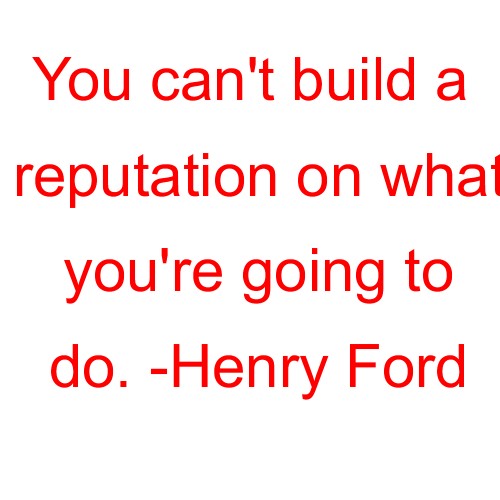 You can't build a
reputation on what
you're going to
do. -Henry Ford